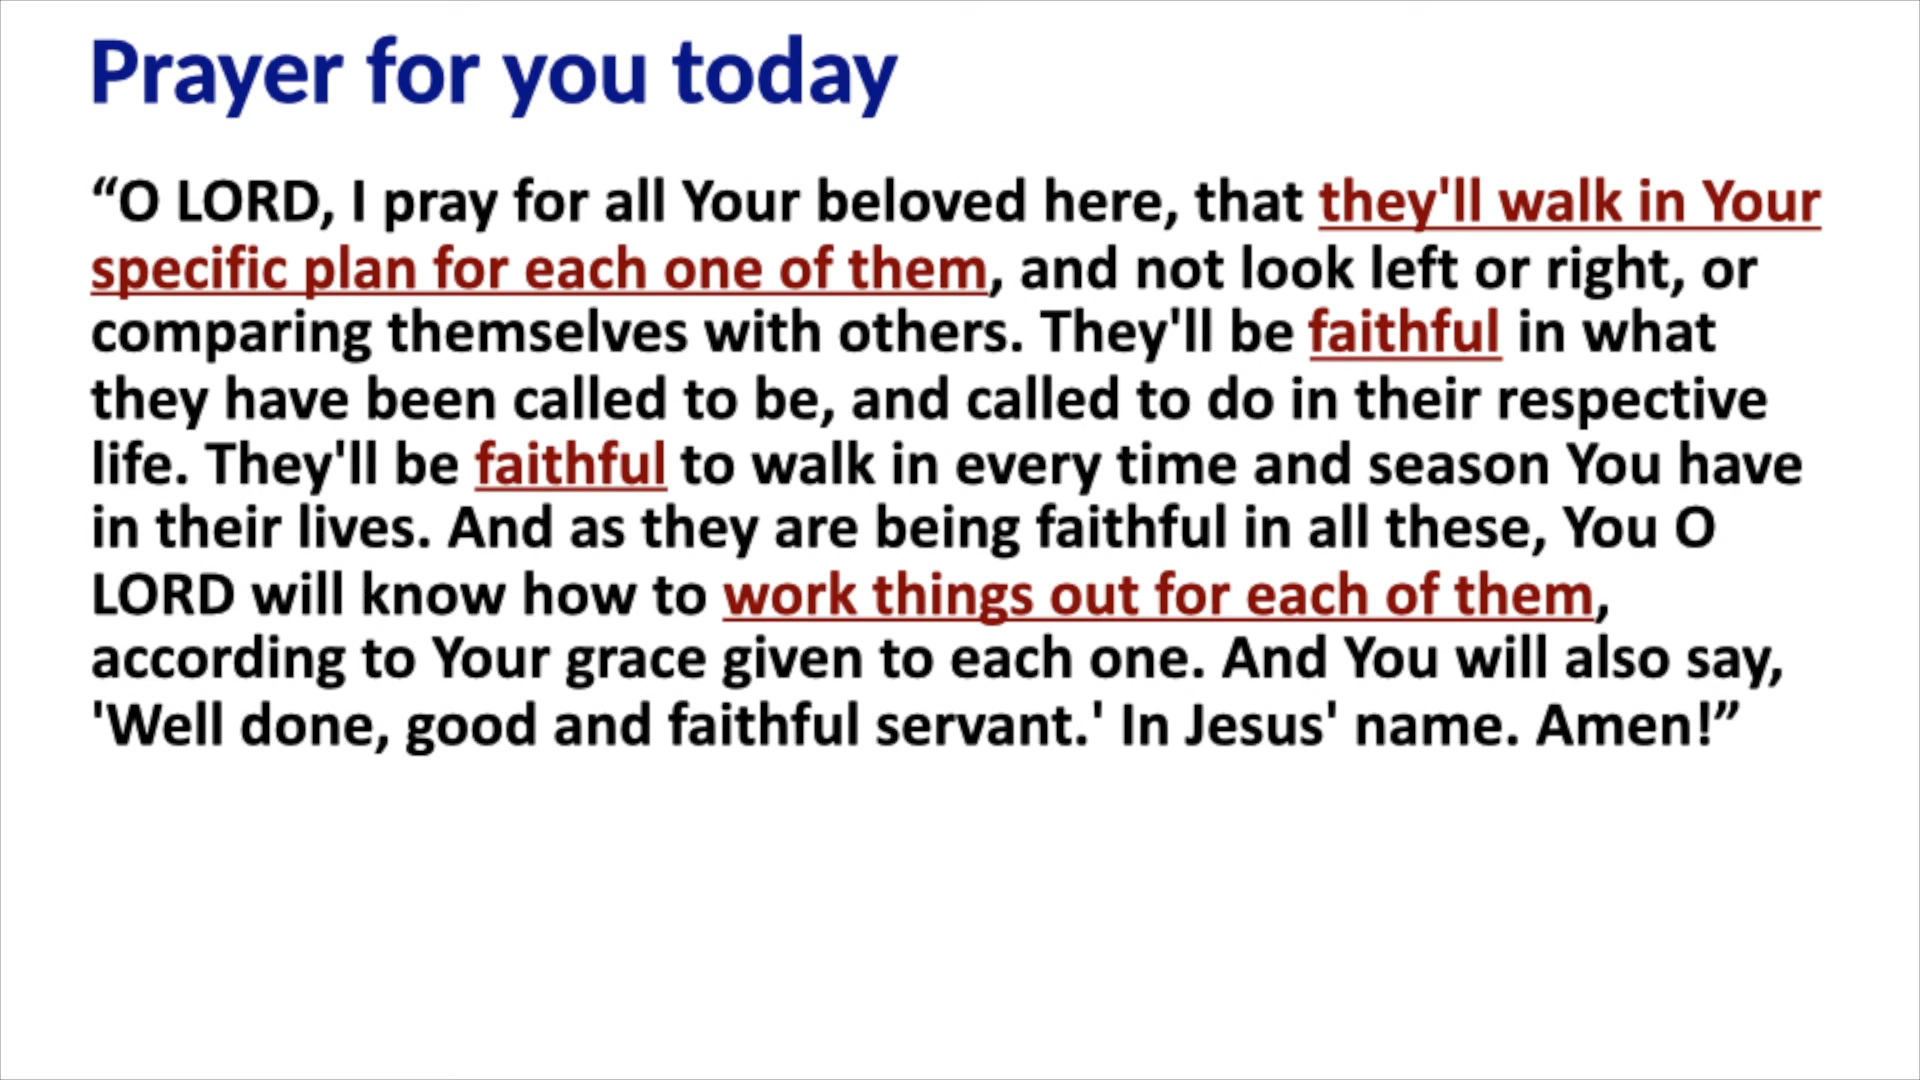 Prayer for you today
“O LORD, I pray for all Your beloved here, that they'll walk in Your
specific plan for each one of them, and not look left or right, or
comparing themselves with others. They'll be faithful in what
they have been called to be, and called to do in their respective
life. They'll be faithful to walk in every time and season You have
in their lives. And as they are being faithful in all these, You O
LORD will know how to work things out for each of them,
according to Your grace given to each one. And You will also say,
'Well done, good and faithful servant.' In Jesus' name. Amen!”